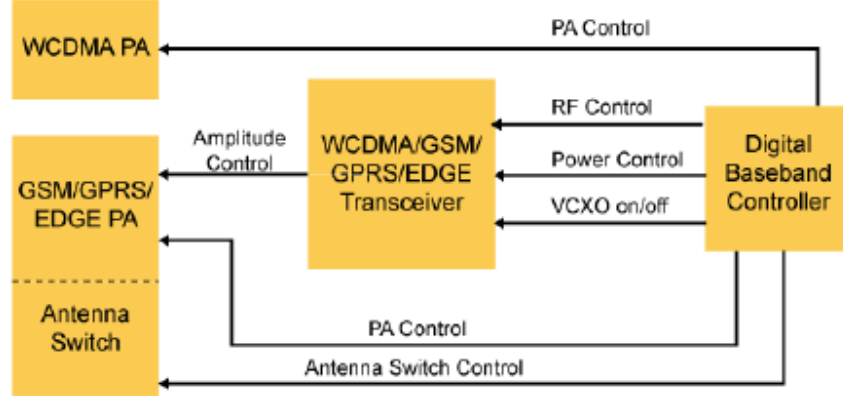 PA Control
WCDMA PA
RF Control
Amplitude
Control
WCDMA/GSM/
GPRS/EDGE
Transceiver
Power Control
VCXO on/off
Digital
Baseband
Controller
GSM/GPRS/
EDGE PA
Antenna
Switch
PA Control
Antenna Switch Control